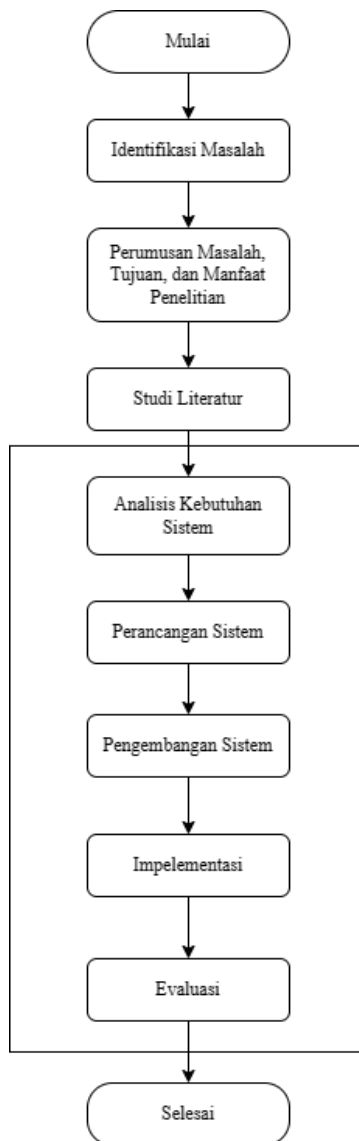 Mulai
Identifikasi Masalah
Perumusan Masalah,
Tujuan, dan Manfaat
Penelitian
Studi Literatur
Analisis Kebutuhan
Sistem
Perancangan Sistem
Pengembangan Sistem
Impelementasi
Evaluasi
Selesai